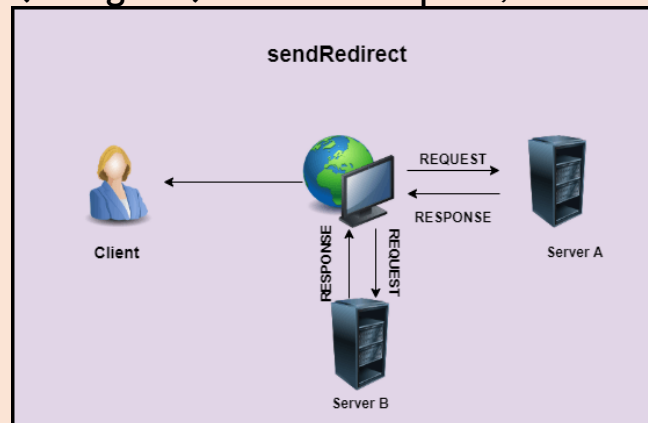 sendRedirect
REQUEST
RESPONSE
Client
Server A
RESPONSE
REQUEST
Server B